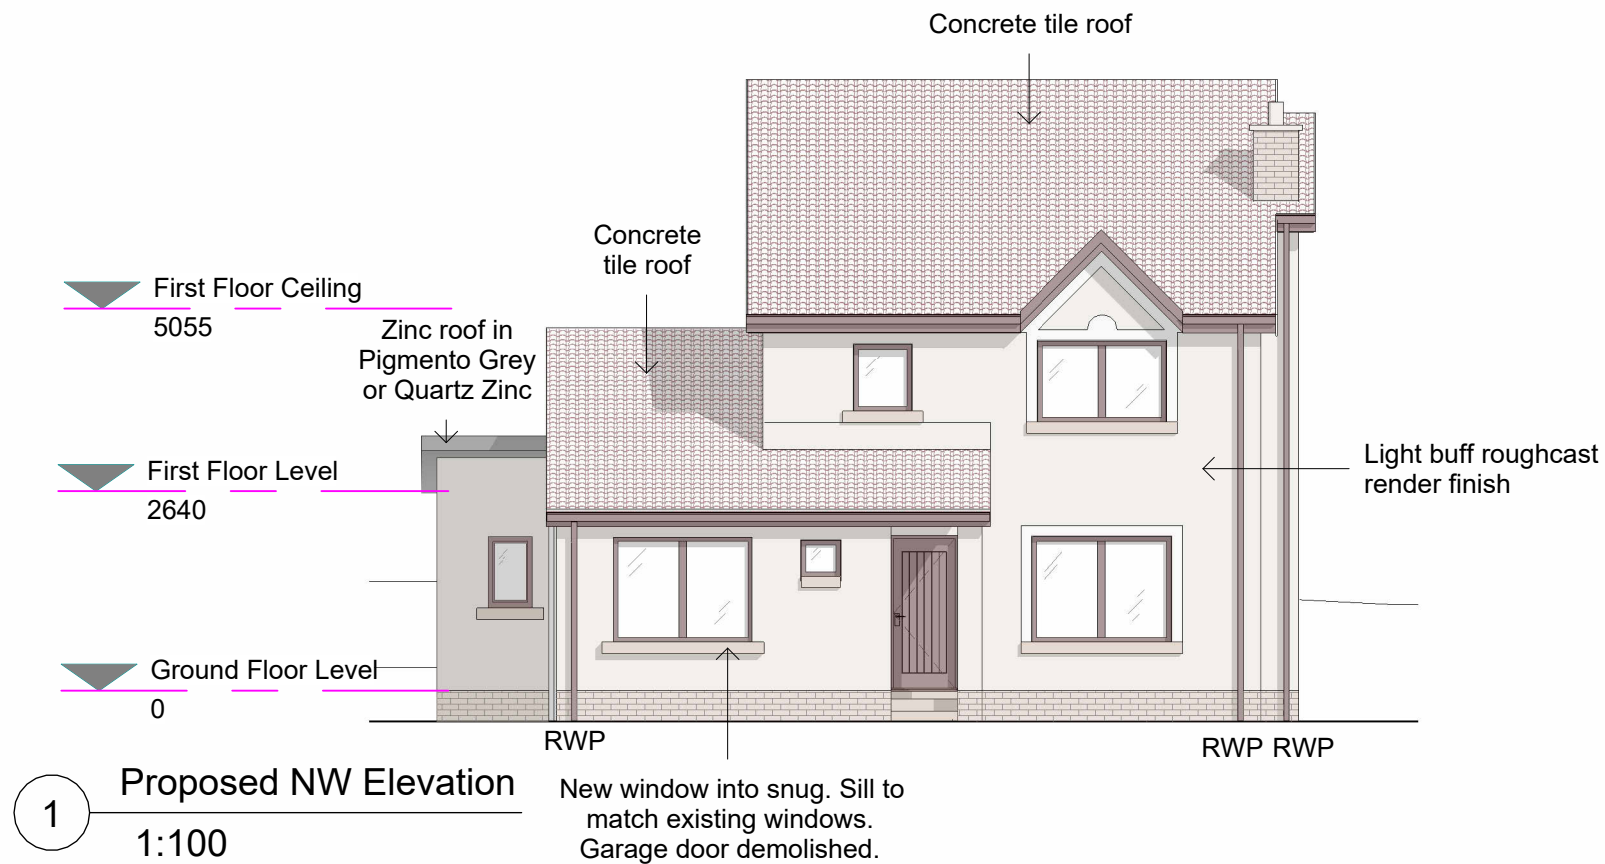 Concrete tile roof
Concrete
tile roof
First Floor Ceiling
5055
Zinc roof in
Pigmento Grey
or Quartz Zinc
First Floor Level
2640
Light buff roughcast
render finish
Ground Floor Level
0
RWP
RWP RWP
1
Proposed NW Elevation
1:100
New window into snug. Sill to
match existing windows.
Garage door demolished.